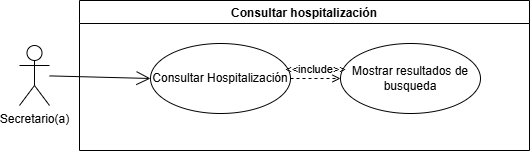 Consultar hospitalización
Consultar Hospitalización
<<include>>
Mostrar resultados de
busqueda
Secretario(a)